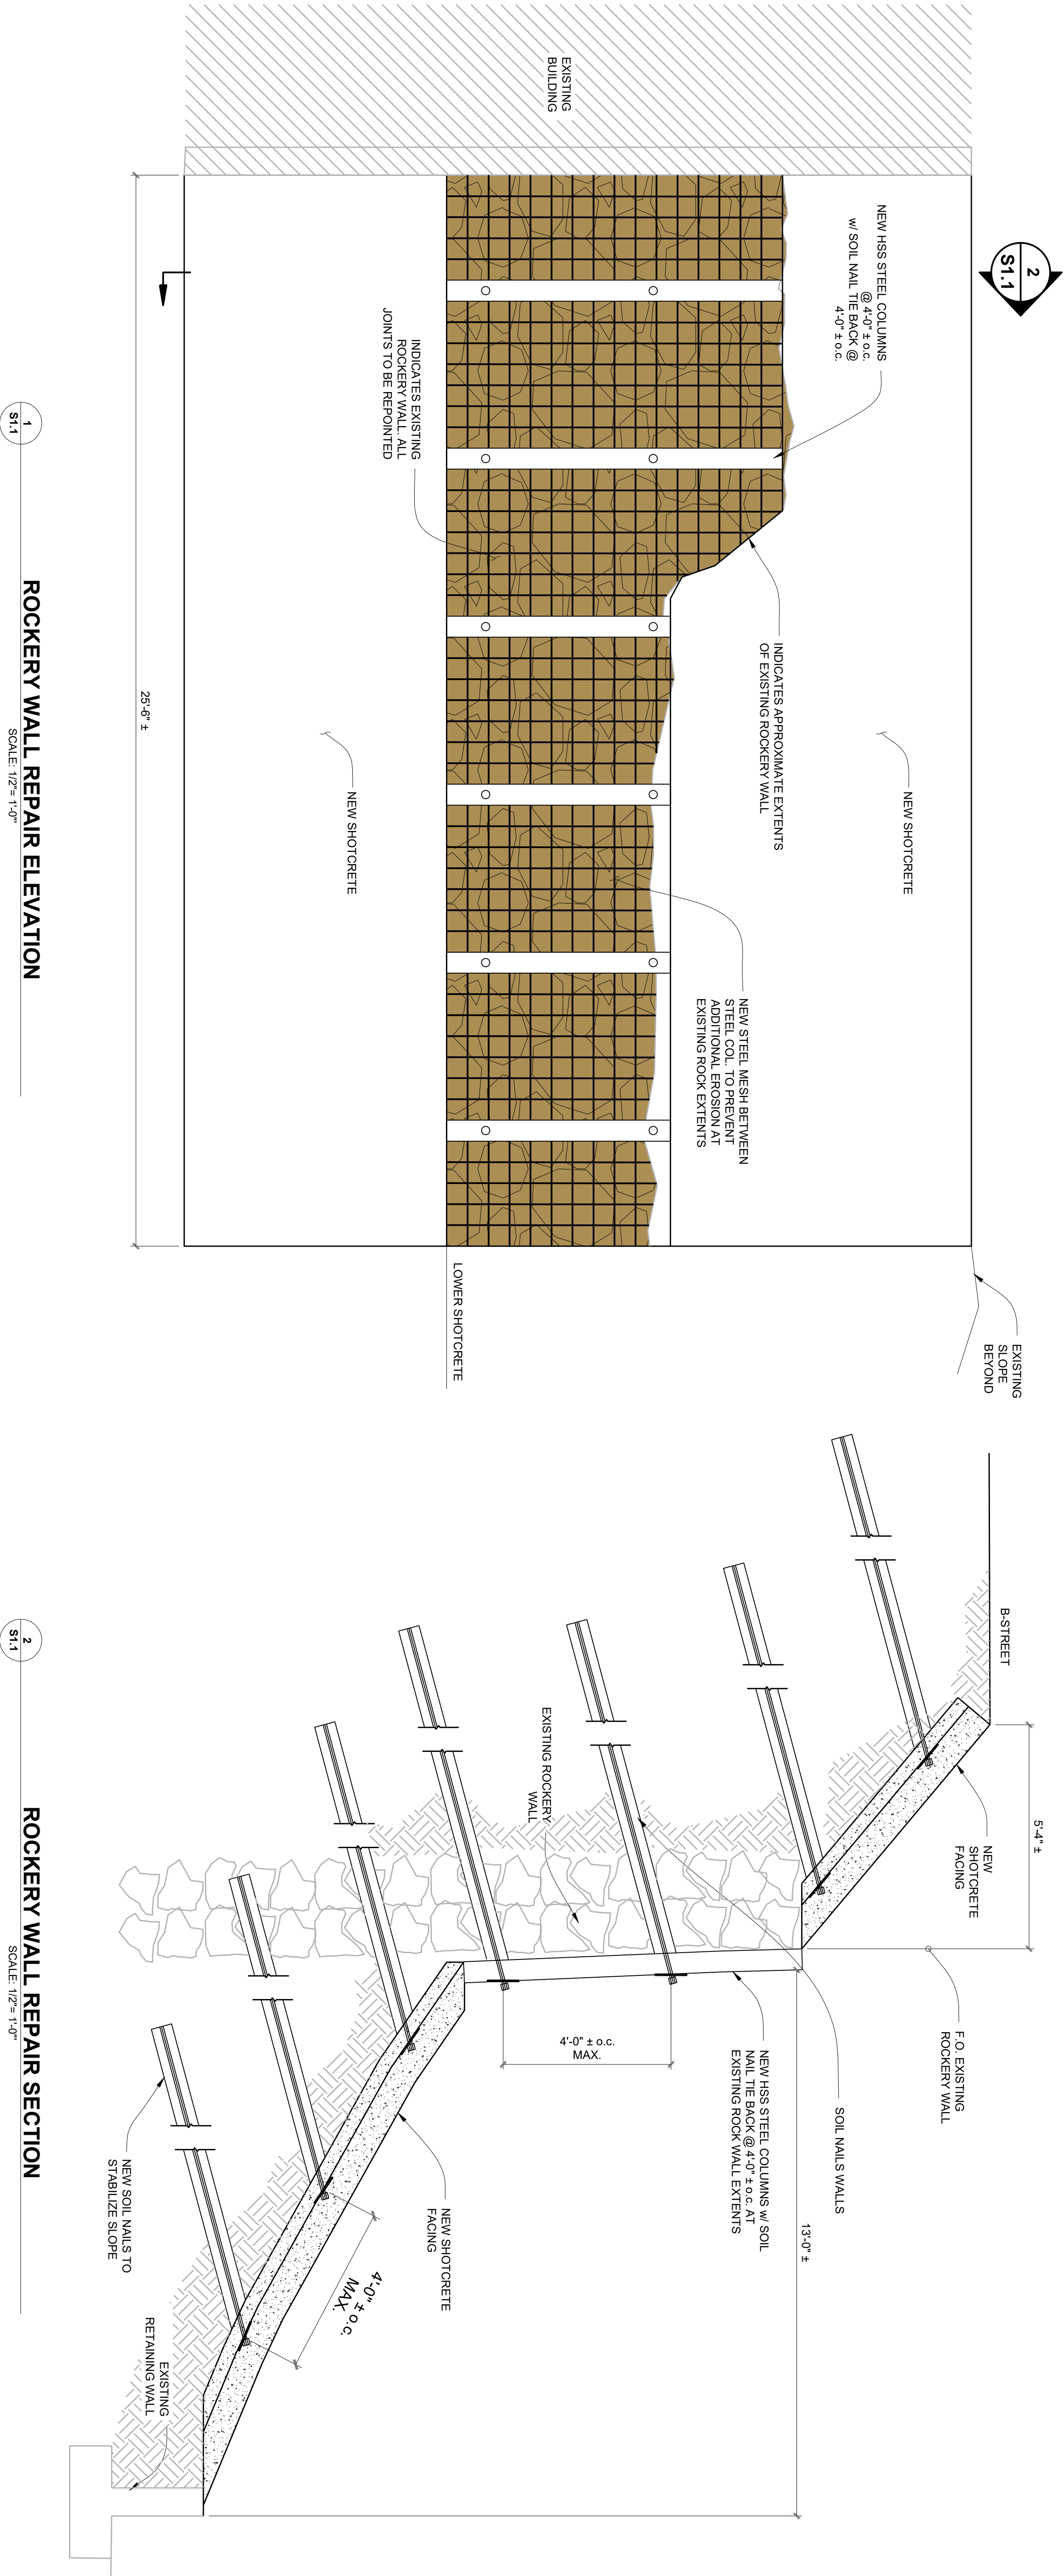 EXISTING
BUILDING
2
S1.1
NEW HSS STEEL COLUMNS
@ 4'-0" ± o.c.
w/ SOIL NAIL TIE BACK @
4'-0" ± o.c.
INDICATES EXISTING
ROCKERY WALL. ALL
JOINTS TO BE REPOINTED
INDICATES APPROXIMATE EXTENTS
OF EXISTING ROCKERY WALL
NEW SHOTCRETE
NEW SHOTCRETE
25'-6" ±
NEW STEEL MESH BETWEEN
STEEL COL. TO PREVENT
ADDITIONAL EROSION AT
EXISTING ROCK EXTENTS
LOWER SHOTCRETE
EXISTING
SLOPE
BEYOND
1
S1.1
ROCKERY WALL REPAIR ELEVATION
SCALE: 1/2"= 1'-0"'
B-STREET
5'-4" ±
NEW
SHOTCRETE
FACING
F.O. EXISTING
ROCKERY WALL
EXISTING ROCKERY
WALL
SOIL NAILS WALLS
NEW HSS STEEL COLUMNS w/ SOIL
NAIL TIE BACK @ 4'-0" ± o.c. AT
EXISTING ROCK WALL EXTENTS
4'-0" ± o.c.
MAX.
13'-0" ±
NEW SHOTCRETE
FACING
4'-0" ± o.c.
MAX.
NEW SOIL NAILS TO
STABILIZE SLOPE
EXISTING
RETAINING WALL
2
S1.1
ROCKERY WALL REPAIR SECTION
SCALE: 1/2"= 1'-0"'